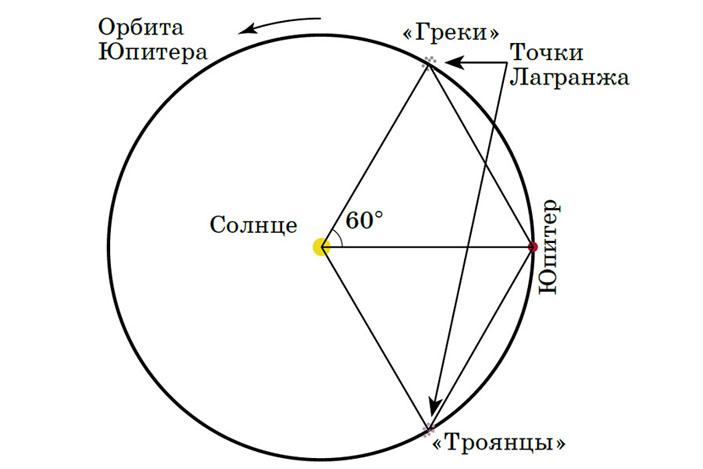 Орбита
Юпитера
«Греки»
Точки
Лагранжа
Солнце
60°
Юпитер
«Троянцы»